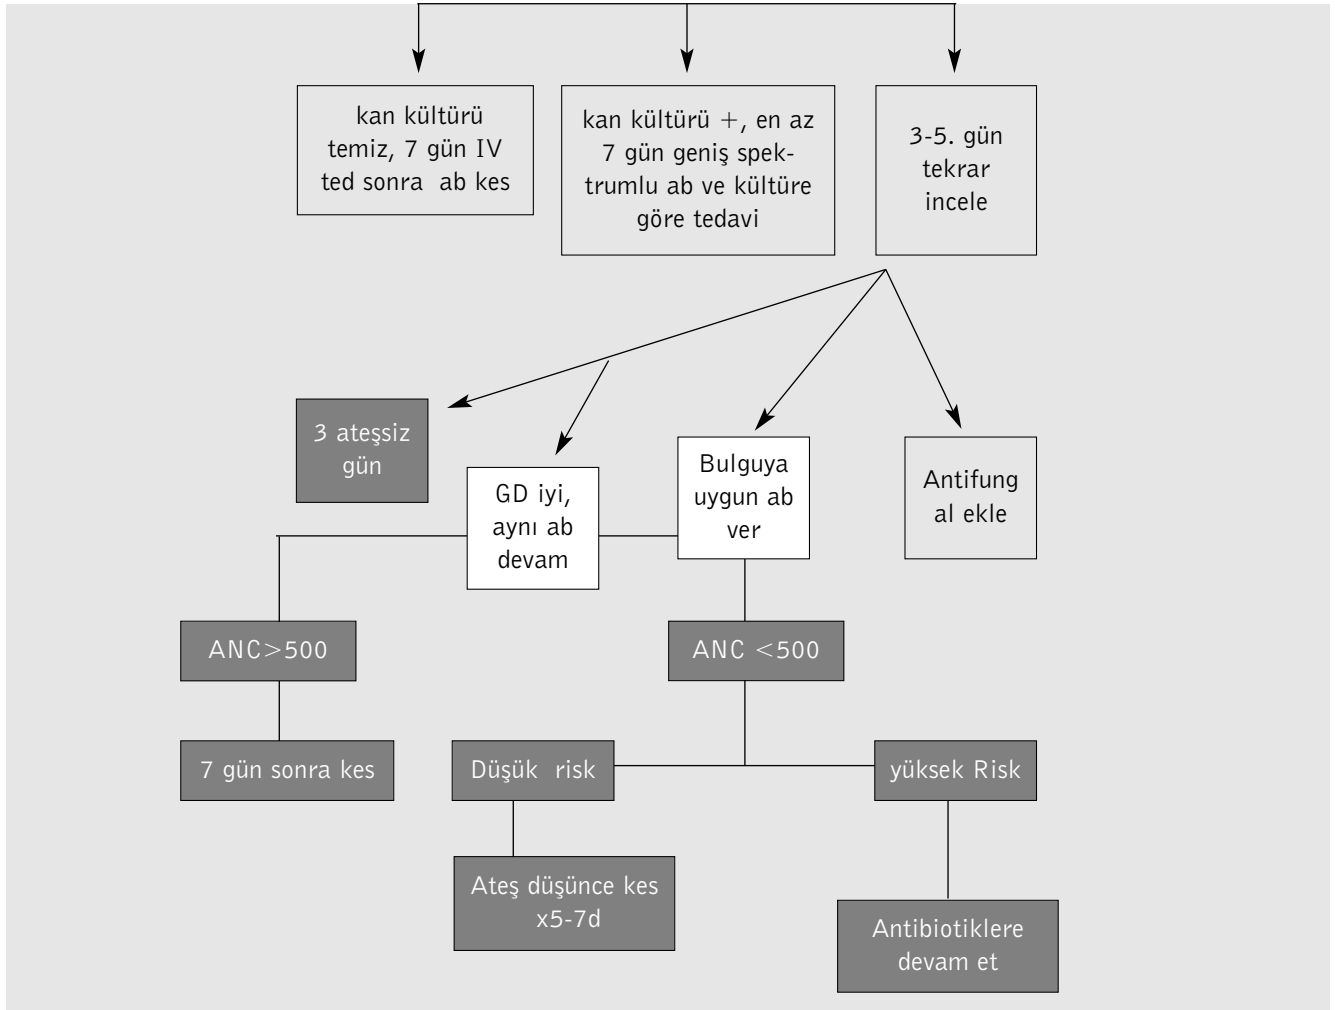 kan kültürü
temiz, 7 gün IV
ted sonra ab kes
kan kültürü +, en az
7 gün geniş spek-
trumlu ab ve kültüre
göre tedavi
3-5. gün
tekrar
incele
3 ateşsiz
gün
GD iyi,
aynı ab
devam
Bulguya
uygun ab
ver
Antifung
al ekle
ANC>500
ANC <500
7 gün sonra kes
Düşük risk
yüksek Risk
Ateş düşünce kes
x5-7d
Antibiotiklere
devam et